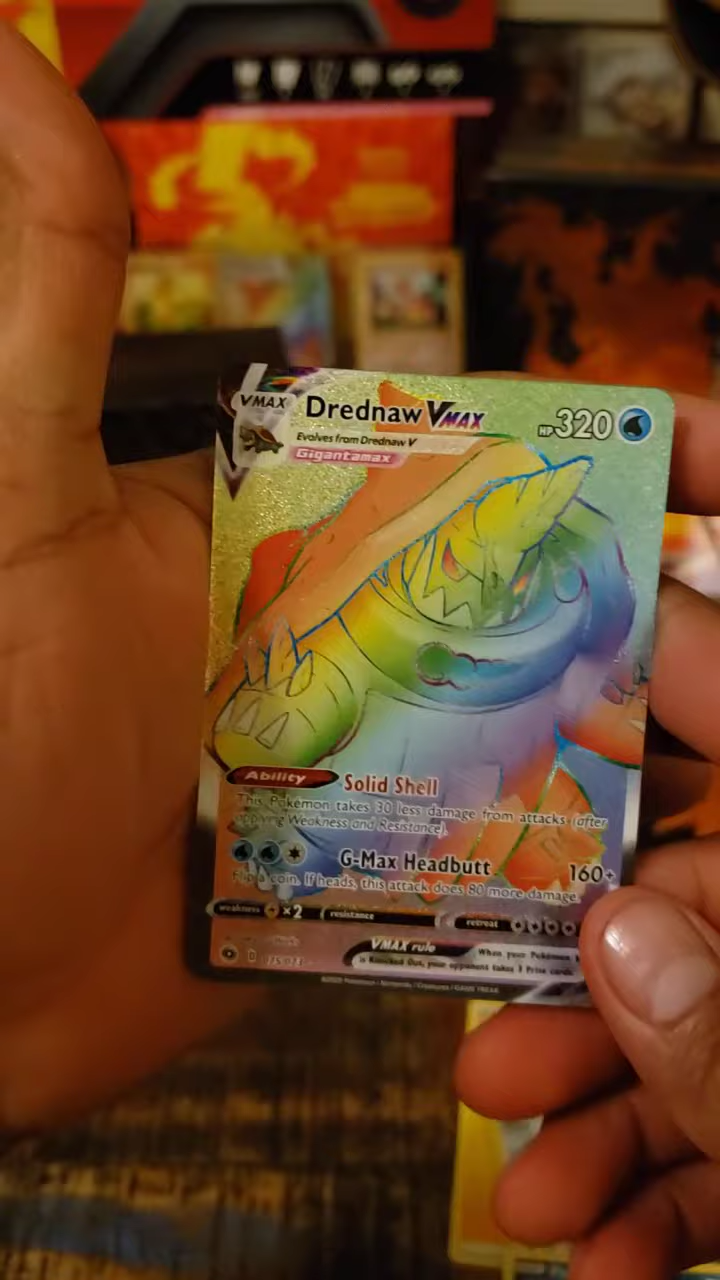 VMAX
Drednaw VMAX
HP 320
Evolves from Drednaw V
Gigantamax
Ability Solid Shell
This Pokémon takes 30 less damage from attacks (after
applying Weakness and Resistance).
G-Max Headbutt 160+
Flip a coin. If heads, this attack does 80 more damage.
weakness ×2 resistance retreat
VMAX rule When your Pokémon
is Knocked Out, your opponent takes 3 Prize cards.
©2020 Pokémon / Nintendo / Creatures / GAME FREAK